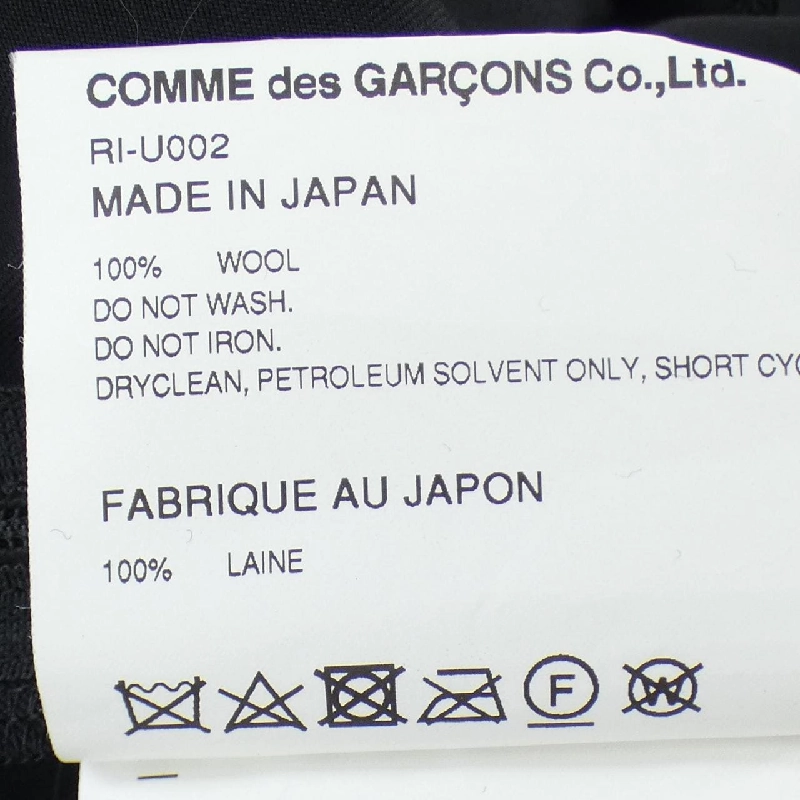 COMME des GARÇONS Co.,Ltd.
RI-U002
MADE IN JAPAN
100% WOOL
DO NOT WASH.
DO NOT IRON.
DRYCLEAN, PETROLEUM SOLVENT ONLY, SHORT
FABRIQUE AU JAPON
100% LAINE
F
W